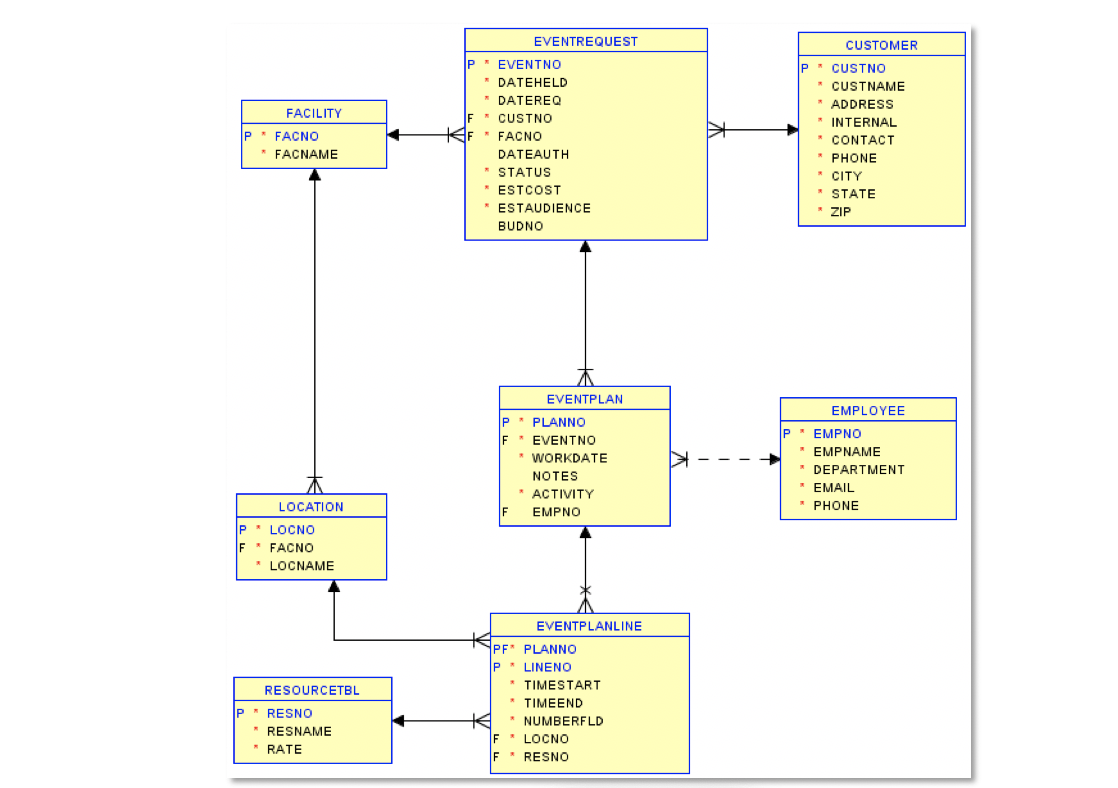 EVENTREQUEST
P * EVENTNO
* DATEHELD
* DATEREQ
F * CUSTNO
F * FACNO
DATEAUTH
* STATUS
* ESTCOST
* ESTAUDIENCE
BUDNO
CUSTOMER
P * CUSTNO
* CUSTNAME
* ADDRESS
* INTERNAL
* CONTACT
* PHONE
* CITY
* STATE
* ZIP
FACILITY
P * FACNO
* FACNAME
EVENTPLAN
P * PLANNO
F * EVENTNO
* WORKDATE
NOTES
* ACTIVITY
F EMPNO
EMPLOYEE
P * EMPNO
* EMPNAME
* DEPARTMENT
* EMAIL
* PHONE
LOCATION
P * LOCNO
F * FACNO
* LOCNAME
EVENTPLANLINE
PF* PLANNO
P * LINENO
* TIMESTART
* TIMEEND
* NUMBERFLD
F * LOCNO
F * RESNO
RESOURCETBL
P * RESNO
* RESNAME
* RATE